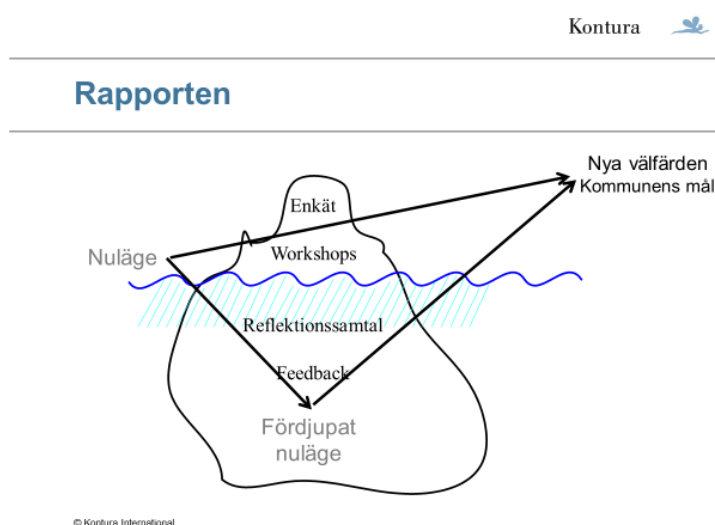 Kontura
Rapporten
Nya välfärden
Kommunens mål
Enkät
Nuläge
Workshops
Reflektionssamtal
Feedback
Fördjupat
nuläge
© Kontura International